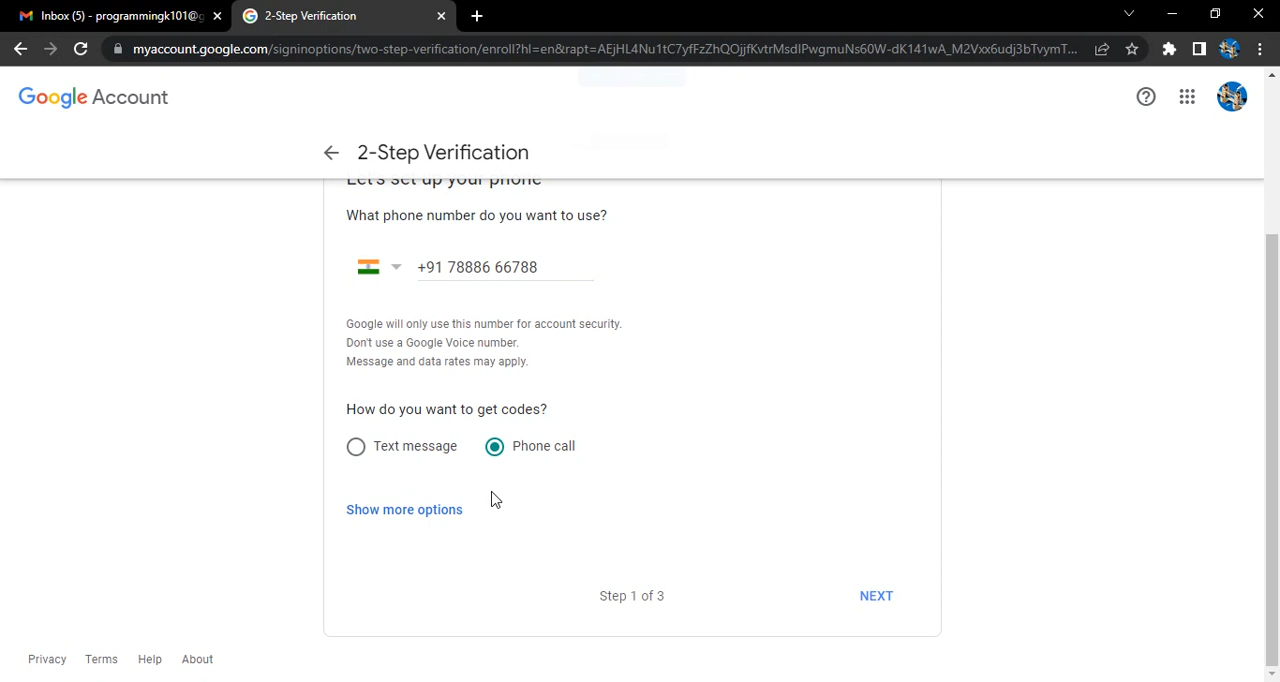 Inbox (5) - programmingk101@g
2-Step Verification
myaccount.google.com/signinoptions/two-step-verification/enroll?hl=en&rapt=AEjHL4Nu1tC7yfFzZhQOjjfKvtrMsdIPwgmuNs60W-dK141wA_M2Vxx6udj3bTvymT...
Google Account
2-Step Verification
Let's set up your phone
What phone number do you want to use?
+91 78886 66788
Google will only use this number for account security.
Don't use a Google Voice number.
Message and data rates may apply.
How do you want to get codes?
Text message
Phone call
Show more options
Step 1 of 3
NEXT
Privacy Terms Help About